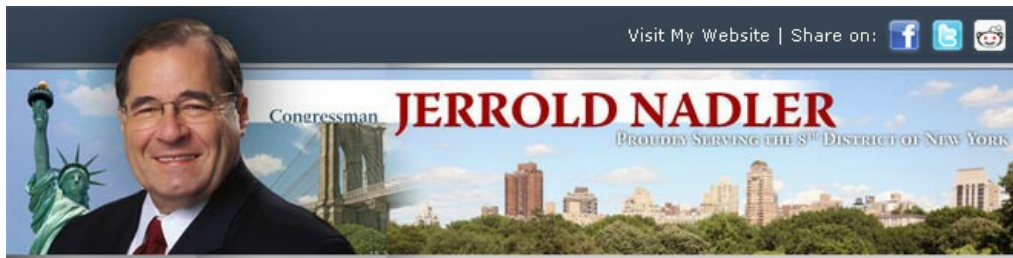 Visit My Website | Share on:
Congressman JERROLD NADLER
PROUDLY SERVING THE 8TH DISTRICT OF NEW YORK